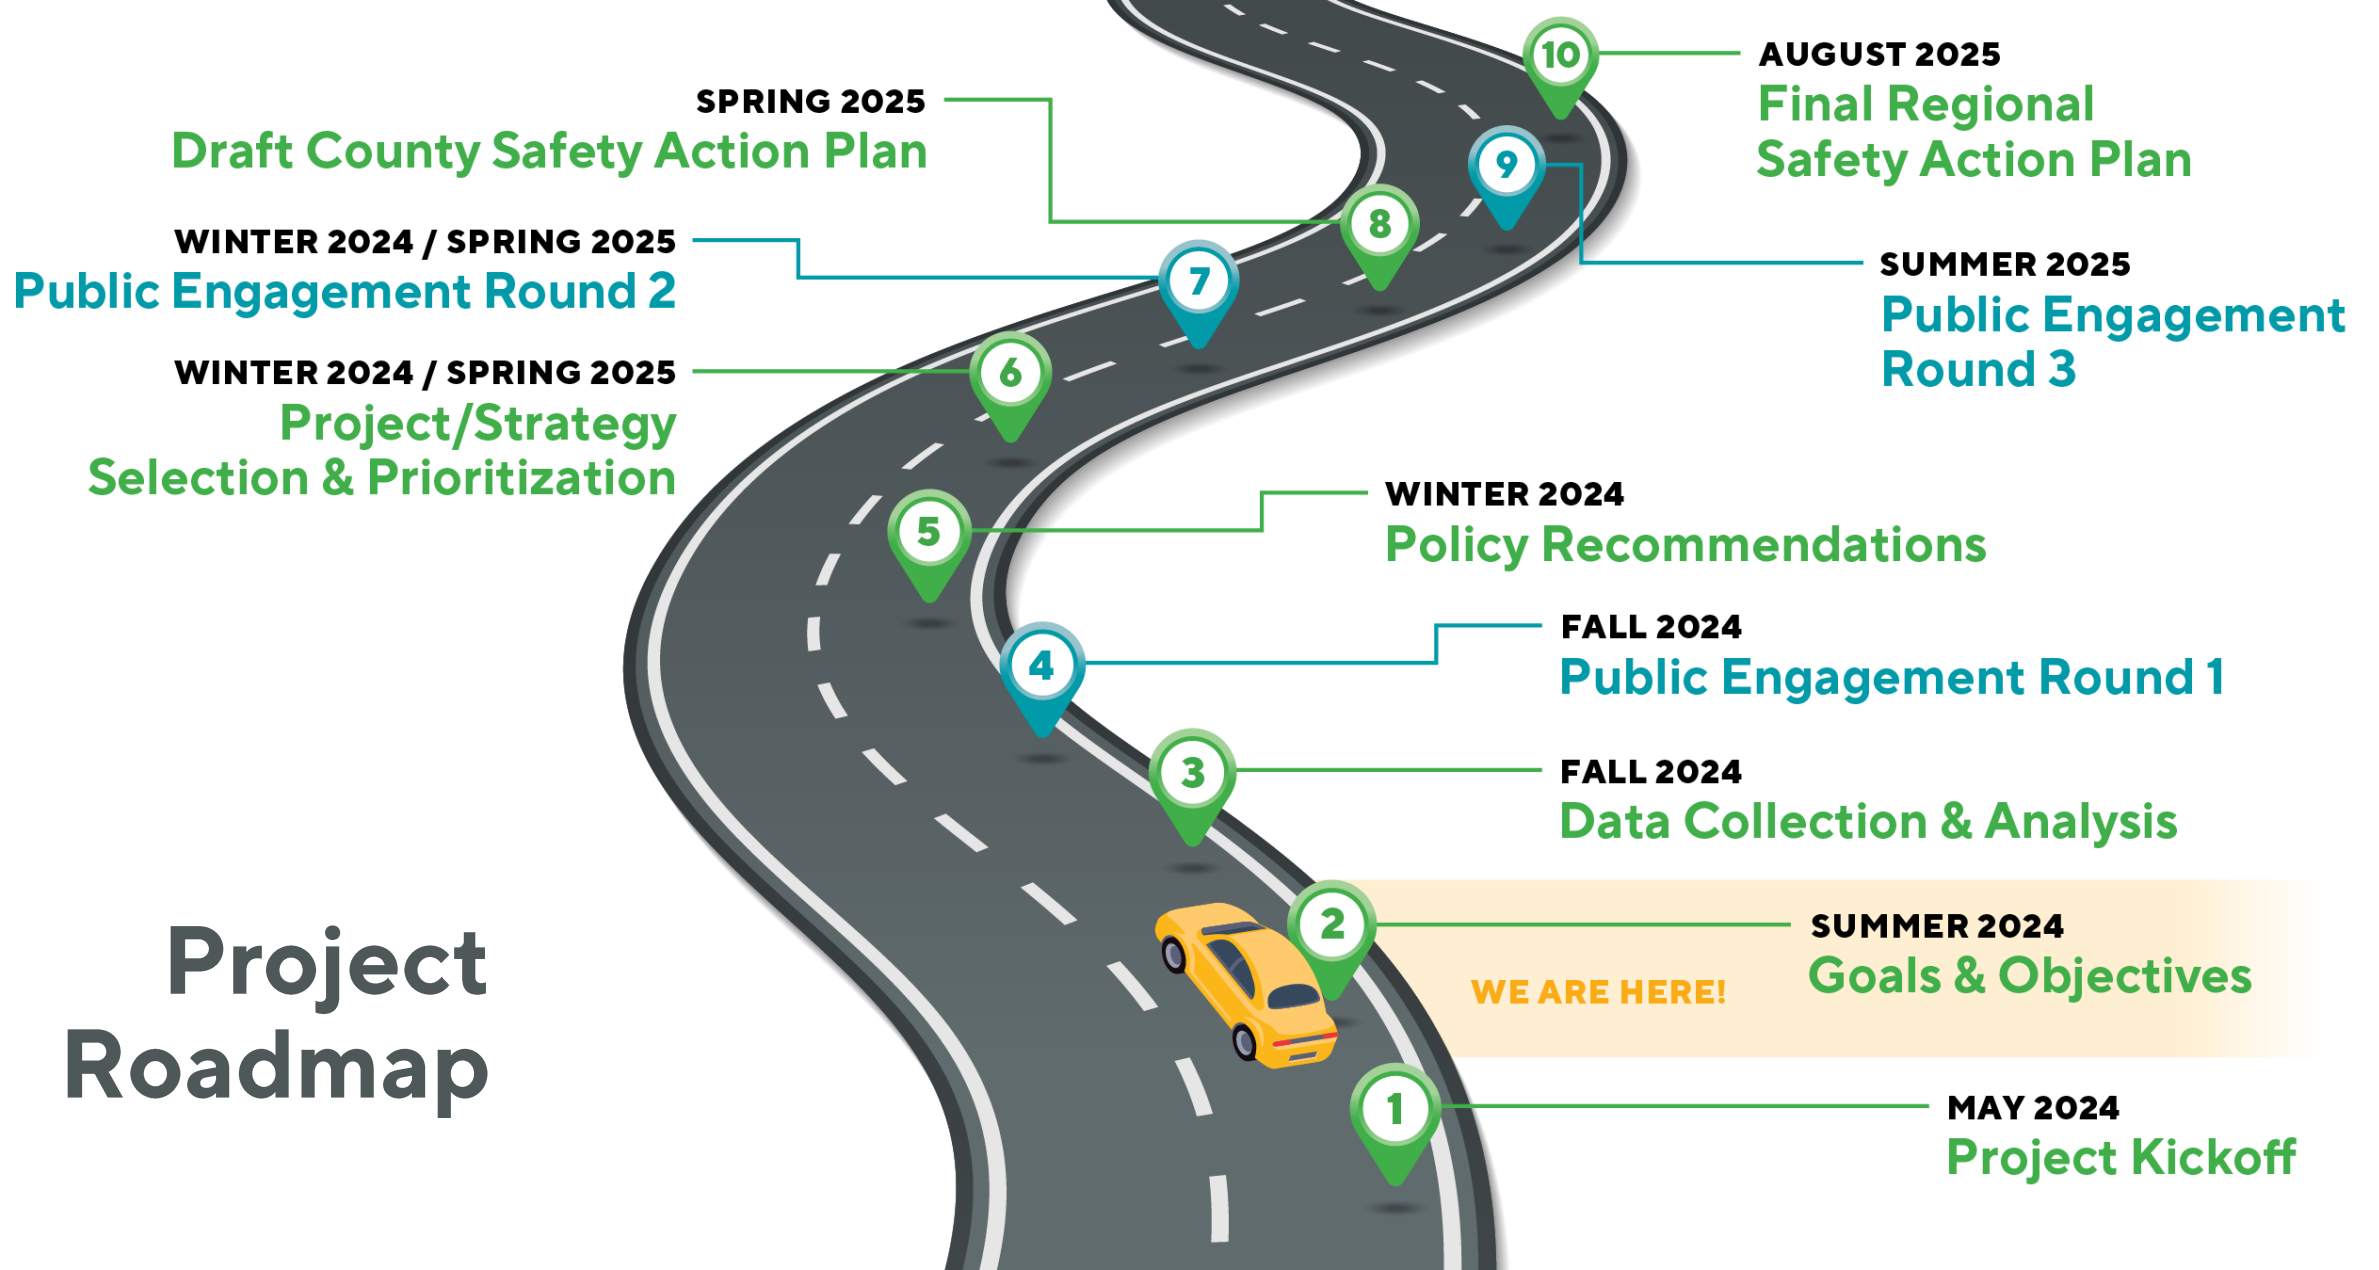 10
AUGUST 2025
Final Regional
Safety Action Plan
SPRING 2025
Draft County Safety Action Plan
9
8
WINTER 2024 / SPRING 2025
Public Engagement Round 2
7
SUMMER 2025
Public Engagement
Round 3
WINTER 2024 / SPRING 2025
Project/Strategy
Selection & Prioritization
6
5
WINTER 2024
Policy Recommendations
4
FALL 2024
Public Engagement Round 1
3
FALL 2024
Data Collection & Analysis
2
SUMMER 2024
Goals & Objectives
WE ARE HERE!
Project
Roadmap
1
MAY 2024
Project Kickoff